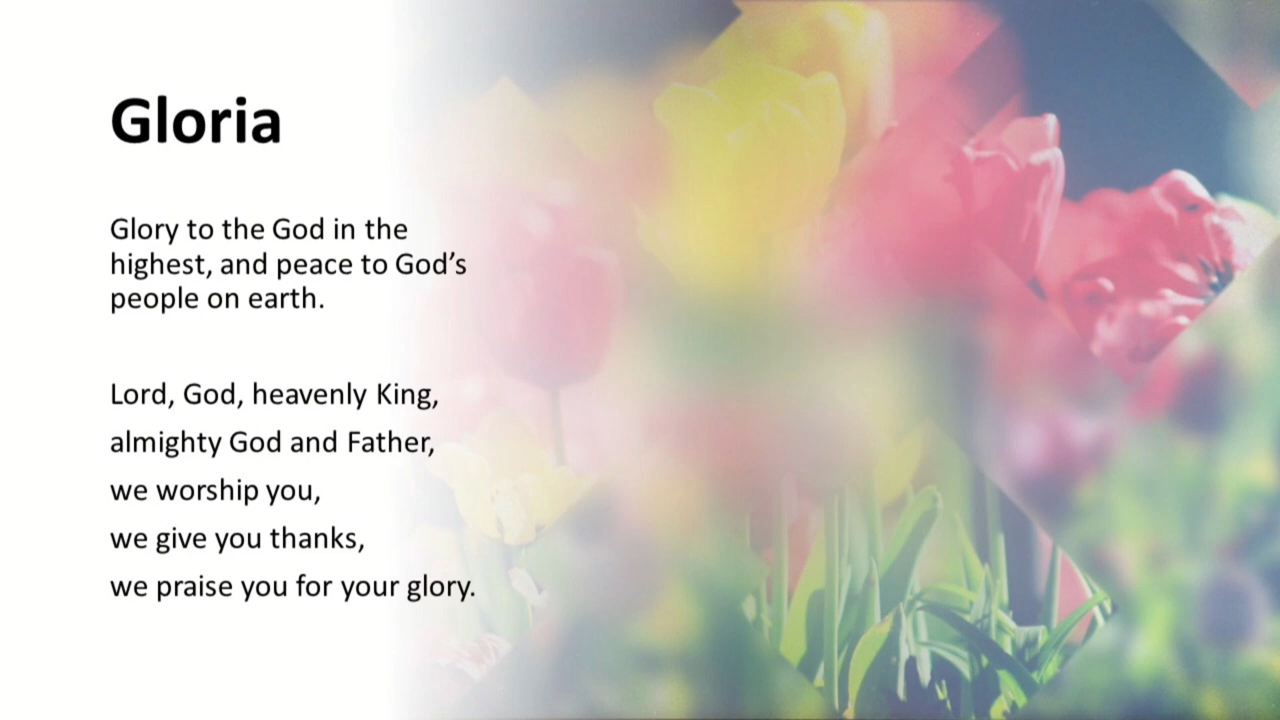 Gloria
Glory to the God in the
highest, and peace to God’s
people on earth.
Lord, God, heavenly King,
almighty God and Father,
we worship you,
we give you thanks,
we praise you for your glory.